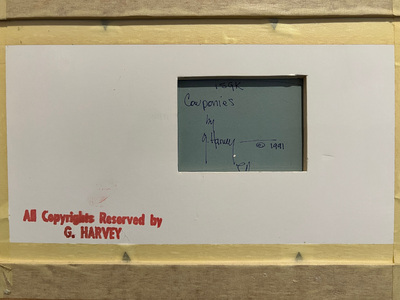 Companies
by
G. Harvey © 1991
All Copyrights Reserved by
G. HARVEY